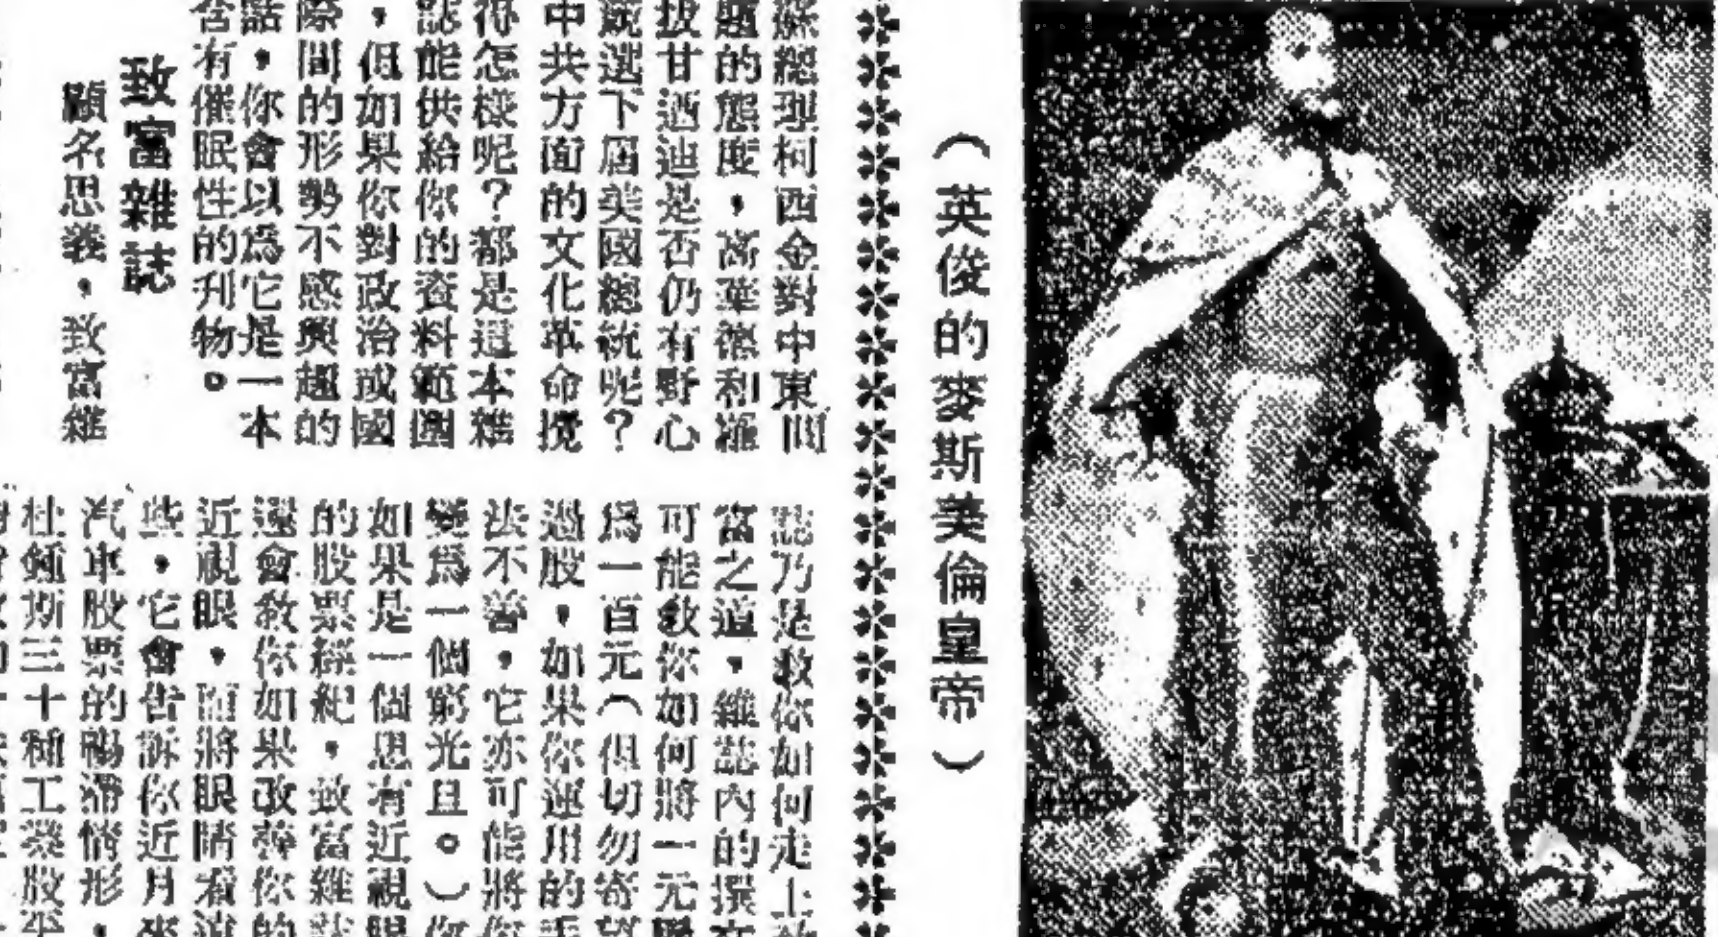 （英俊的麥斯美倫皇帝）
蘇總理柯西金對中東問
題的態度，高華德利羅
拔甘迺迪是否仍有野心
競選下屆美國總統呢？
中共方面的文化革命攪
得怎樣呢？都是這本雜
誌能供給你的資料範圍
，但如果你對政治或國
際間的形勢不感興趣的
話，你會以爲它是一本
含有催眠性的刊物。
致富雜誌
顧名思義，致富雜
誌乃是教你如何走上
富之道，雜誌內的撰
可能教你如何將一元
爲一百元（但切勿寄望
過股，如果你運用的手
法不善，它亦可能將你
變爲一個窮光旦。）你
如果是一個患有近視眼
的股票經紀，致富雜誌
還會教你如果改善你的
近視眼，將眼睛看
些，它會告訴你近月來
汽車股票的暢滯情形，
杜鍾斯三十種工業股平